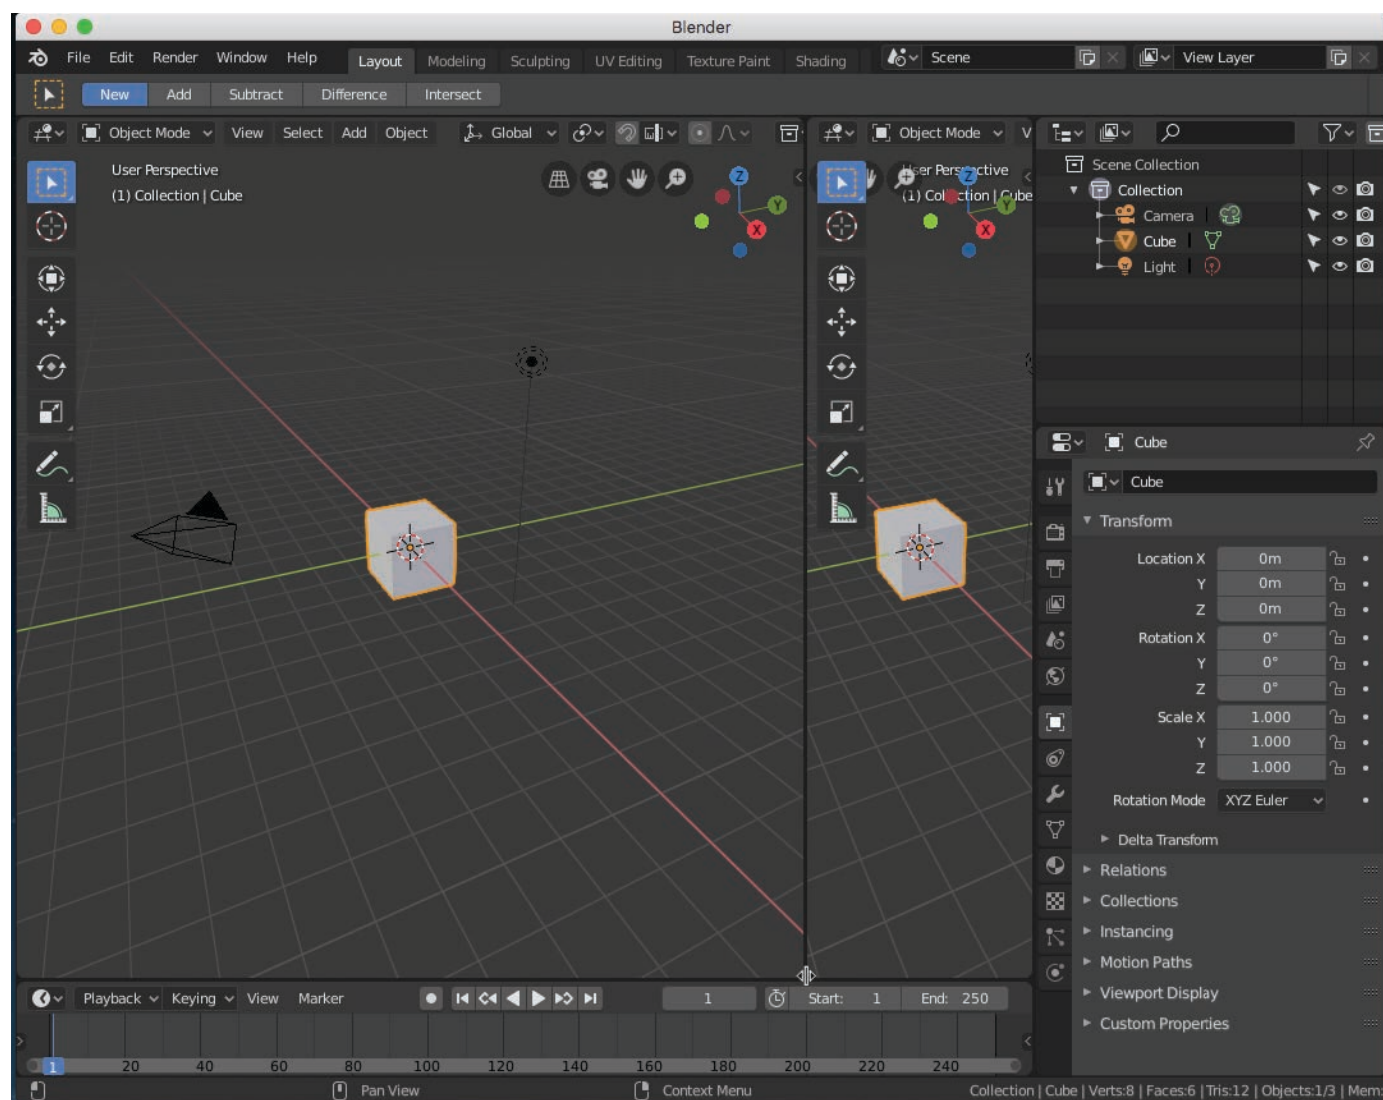 Blender
File Edit Render Window Help Layout Modeling Sculpting UV Editing Texture Paint Shading Scene View Layer
New Add Subtract Difference Intersect
Object Mode View Select Add Object Global Object Mode V
User Perspective
(1) Collection | Cube
Z
Y
X
User Perspective
(1) Collection | Cube
Z
Y
X
Scene Collection
Collection
Camera
Cube
Light
Cube
Cube
Transform
Location X 0m
Y 0m
Z 0m
Rotation X 0°
Y 0°
Z 0°
Scale X 1.000
Y 1.000
Z 1.000
Rotation Mode XYZ Euler
Delta Transform
Relations
Collections
Instancing
Motion Paths
Viewport Display
Custom Properties
Playback Keying View Marker 1 Start: 1 End: 250
1 20 40 60 80 100 120 140 160 180 200 220 240
Pan View Context Menu Collection | Cube | Verts:8 | Faces:6 | Tris:12 | Objects:1/3 | Mem: